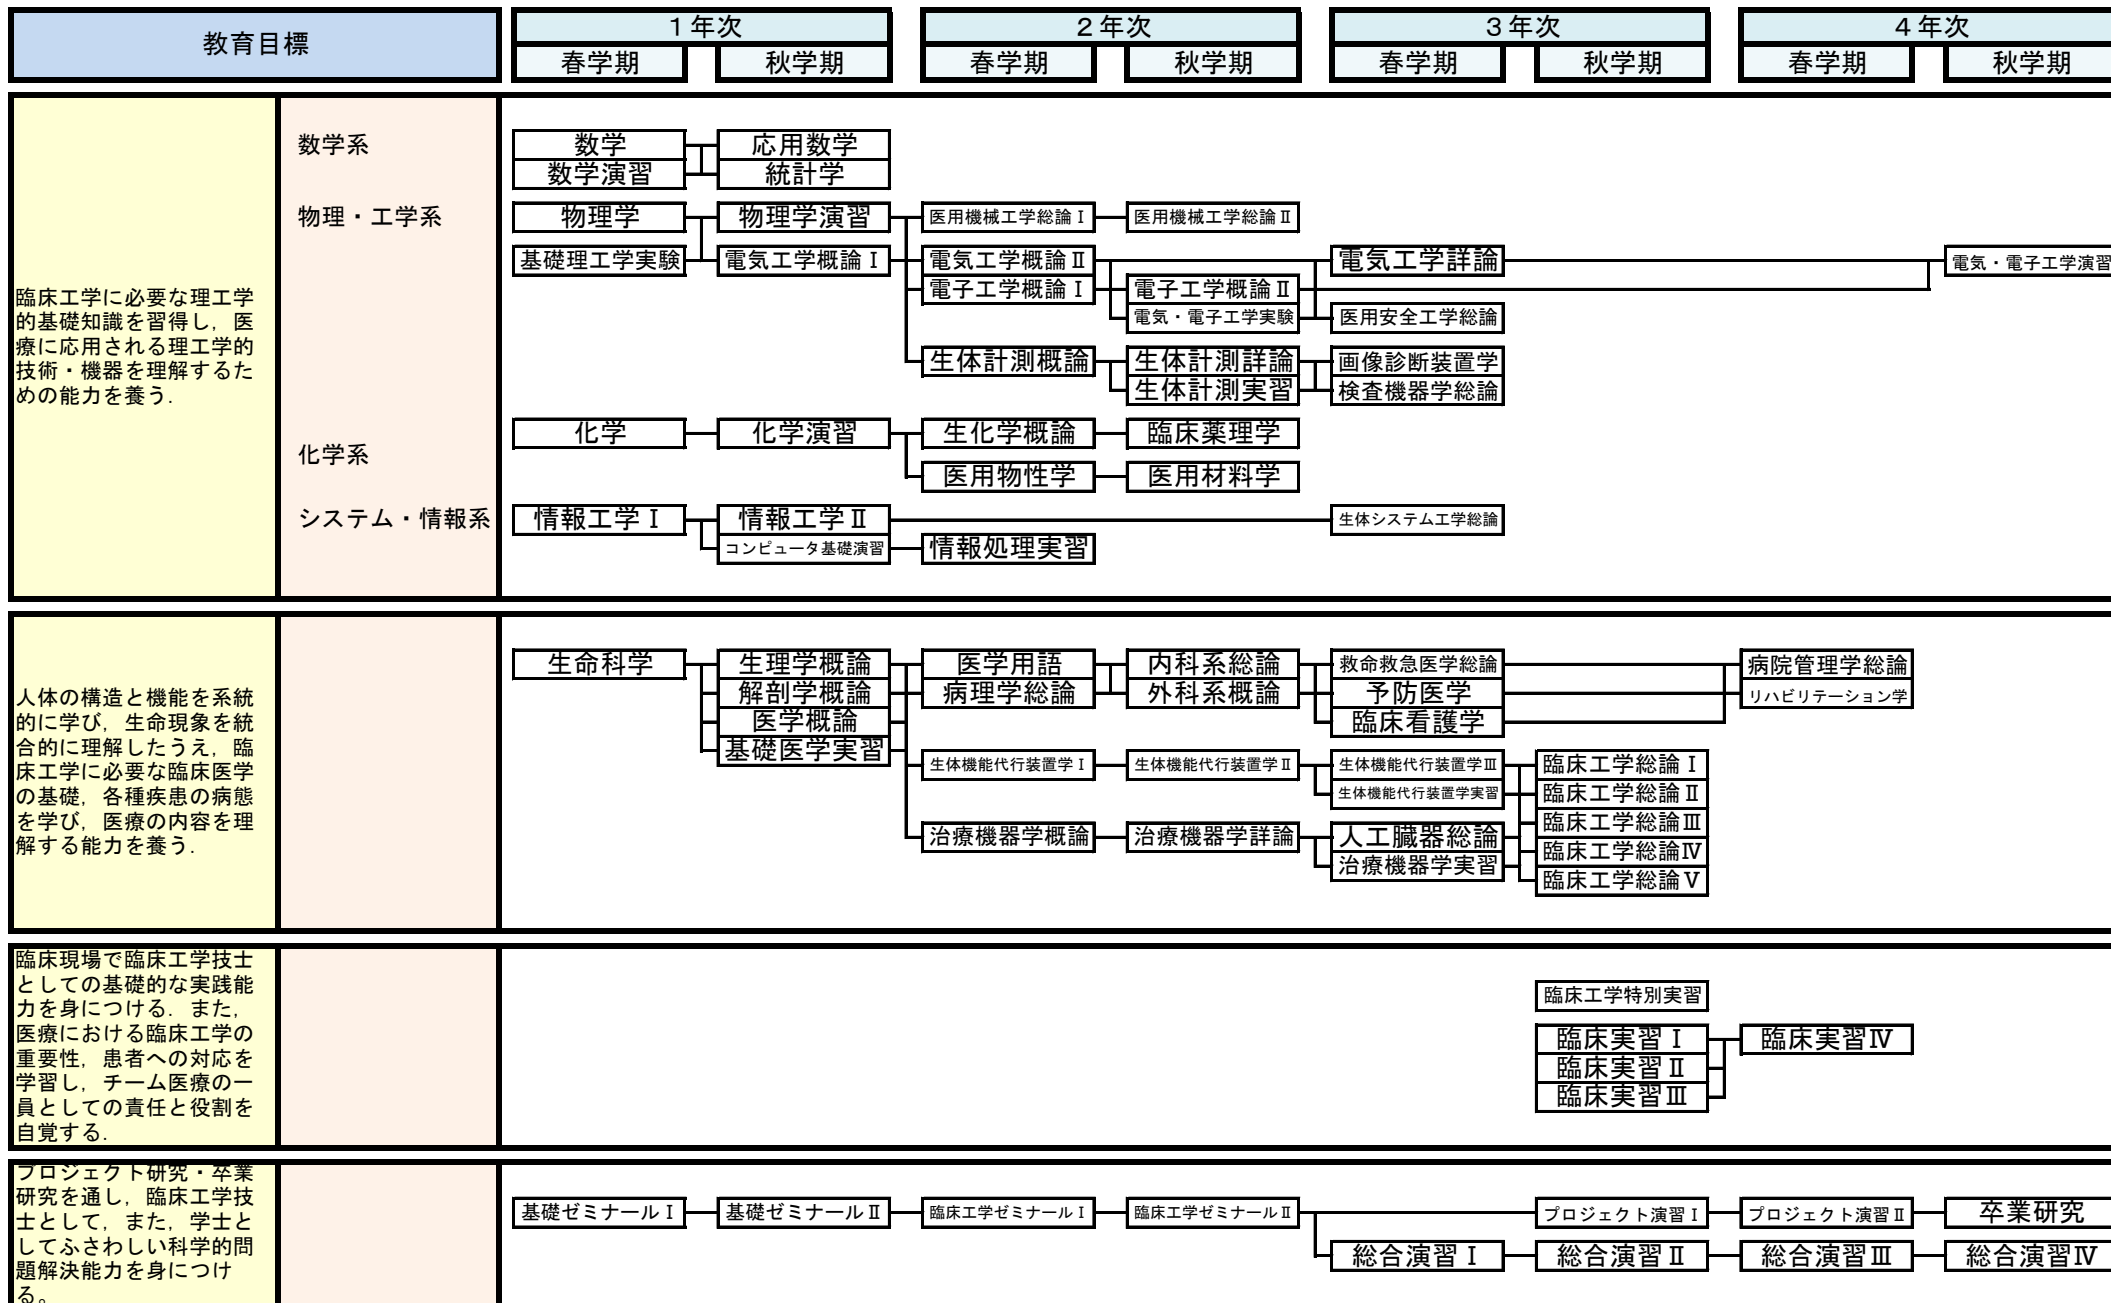 教育目標
１年次
２年次
３年次
４年次
春学期
秋学期
春学期
秋学期
春学期
秋学期
春学期
秋学期
臨床工学に必要な理工学
的基礎知識を習得し，医
療に応用される理工学的
技術・機器を理解するた
めの能力を養う．
数学系
数学
応用数学
数学演習
統計学
物理・工学系
物理学
物理学演習
医用機械工学総論Ⅰ
医用機械工学総論Ⅱ
基礎理工学実験
電気工学概論Ⅰ
電気工学概論Ⅱ
電気工学詳論
電気・電子工学演習
電子工学概論Ⅰ
電子工学概論Ⅱ
電気・電子工学実験
医用安全工学総論
生体計測概論
生体計測詳論
画像診断装置学
生体計測実習
検査機器学総論
化学系
化学
化学演習
生化学概論
臨床薬理学
医用物性学
医用材料学
システム・情報系
情報工学Ⅰ
情報工学Ⅱ
生体システム工学総論
コンピュータ基礎演習
情報処理実習
人体の構造と機能を系統
的に学び，生命現象を統
合的に理解したうえ，臨
床工学に必要な臨床医学
の基礎，各種疾患の病態
を学び，医療の内容を理
解する能力を養う．
生命科学
生理学概論
医学用語
内科系総論
救命救急医学総論
病院管理学総論
解剖学概論
病理学総論
外科系概論
予防医学
リハビリテーション学
医学概論
臨床看護学
基礎医学実習
生体機能代行装置学Ⅰ
生体機能代行装置学Ⅱ
生体機能代行装置学Ⅲ
臨床工学総論Ⅰ
生体機能代行装置学実習
臨床工学総論Ⅱ
臨床工学総論Ⅲ
治療機器学概論
治療機器学詳論
人工臓器総論
臨床工学総論Ⅳ
治療機器学実習
臨床工学総論Ⅴ
臨床現場で臨床工学技士
としての基礎的な実践能
力を身につける．また，
医療における臨床工学の
重要性，患者への対応を
学習し，チーム医療の一
員としての責任と役割を
自覚する．
臨床工学特別実習
臨床実習Ⅰ
臨床実習Ⅳ
臨床実習Ⅱ
臨床実習Ⅲ
プロジェクト研究・卒業
研究を通し，臨床工学技
士として，また，学士と
してふさわしい科学的問
題解決能力を身につけ
る。
基礎ゼミナールⅠ
基礎ゼミナールⅡ
臨床工学ゼミナールⅠ
臨床工学ゼミナールⅡ
プロジェクト演習Ⅰ
プロジェクト演習Ⅱ
卒業研究
総合演習Ⅰ
総合演習Ⅱ
総合演習Ⅲ
総合演習Ⅳ